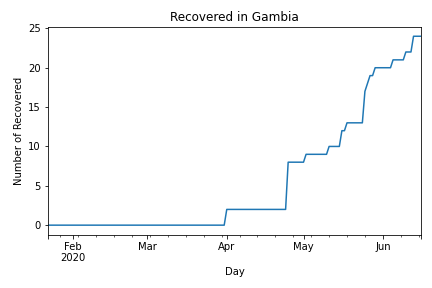 Recovered in Gambia
Number of Recovered
25
20
15
10
5
0
Feb
2020
Mar
Apr
May
Jun
Day